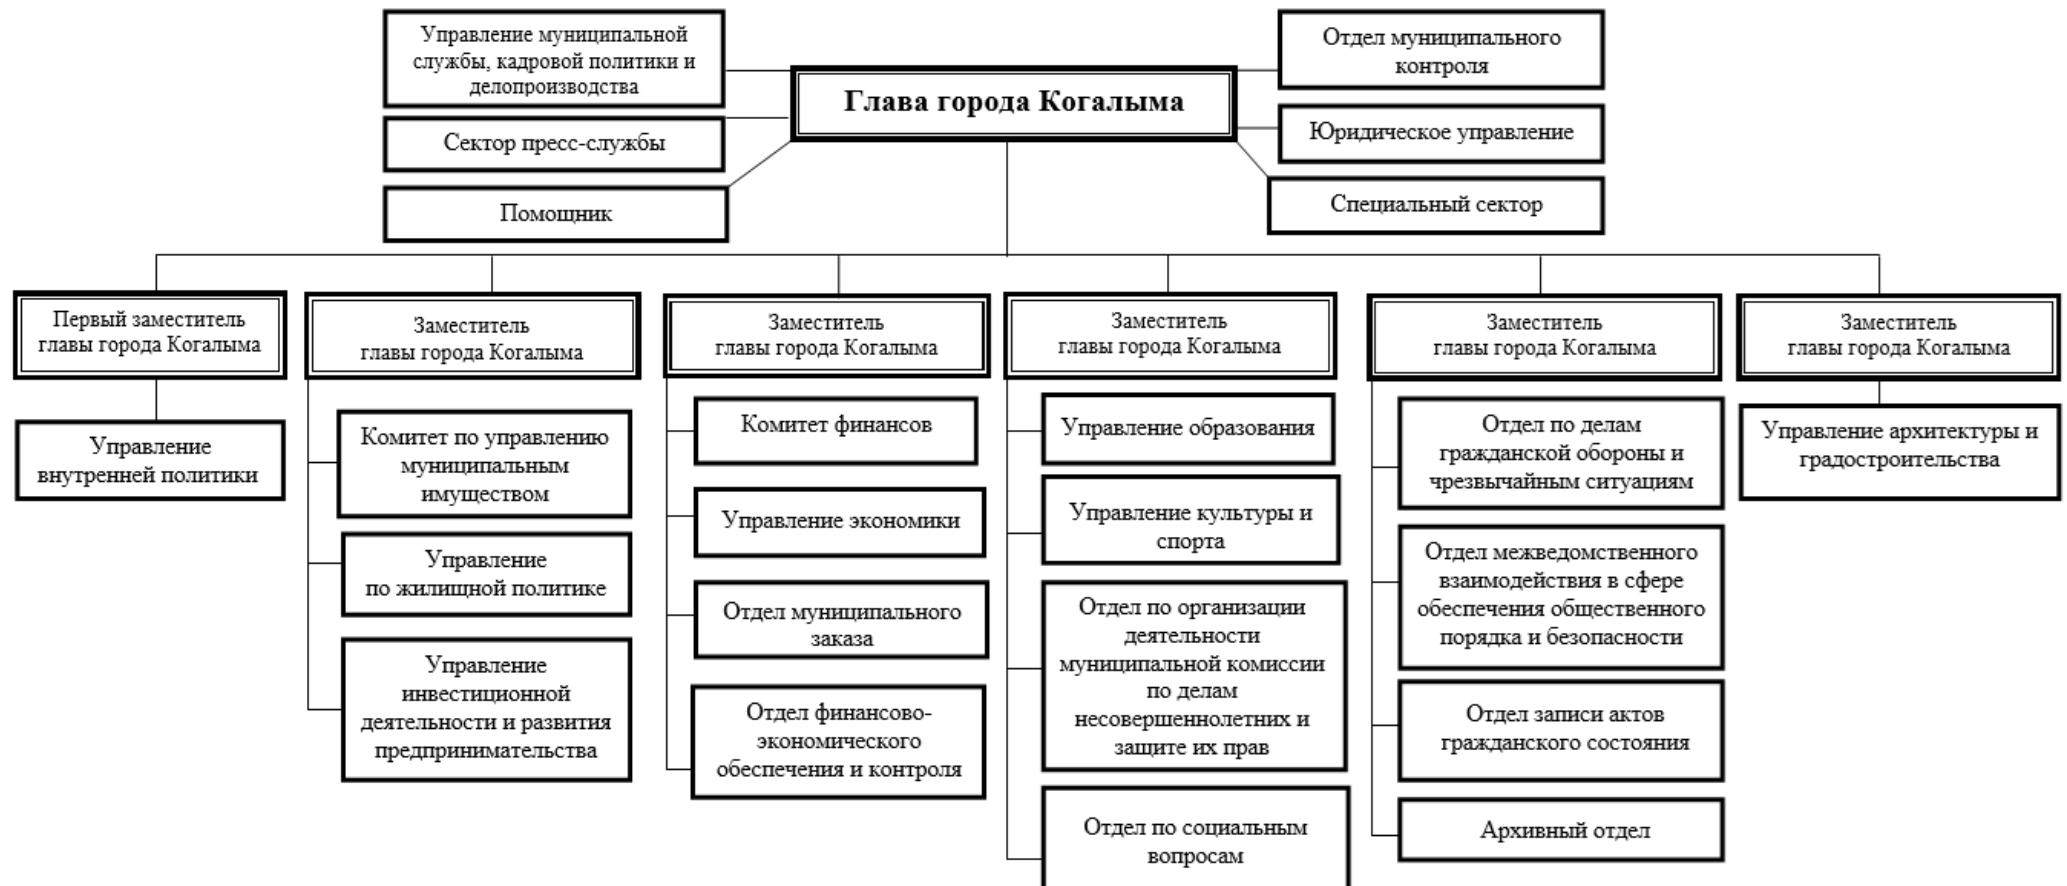 Управление муниципальной
службы, кадровой политики и
делопроизводства
Сектор пресс-службы
Помощник
Глава города Когалыма
Отдел муниципального
контроля
Юридическое управление
Специальный сектор
Первый заместитель
главы города Когалыма
Управление
внутренней политики
Заместитель
главы города Когалыма
Комитет по управлению
муниципальным
имуществом
Управление
по жилищной политике
Управление
инвестиционной
деятельности и развития
предпринимательства
Заместитель
главы города Когалыма
Комитет финансов
Управление экономики
Отдел муниципального
заказа
Отдел финансово-
экономического
обеспечения и контроля
Заместитель
главы города Когалыма
Управление образования
Управление культуры и
спорта
Отдел по организации
деятельности
муниципальной комиссии
по делам
несовершеннолетних и
защите их прав
Отдел по социальным
вопросам
Заместитель
главы города Когалыма
Отдел по делам
гражданской обороны и
чрезвычайным ситуациям
Отдел межведомственного
взаимодействия в сфере
обеспечения общественного
порядка и безопасности
Отдел записи актов
гражданского состояния
Архивный отдел
Заместитель
главы города Когалыма
Управление архитектуры и
градостроительства